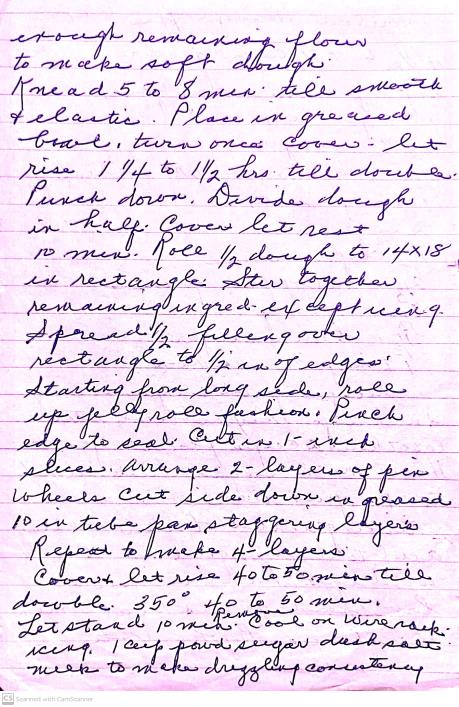 enough remaining flour
to make soft dough.
Knead 5 to 8 min. till smooth
& elastic. Place in greased
bowl, turn once cover - let
rise 1 1/4 to 1 1/2 hrs. till double.
Punch down. Divide dough
in half. Cover let rest
10 min. Roll 1/2 dough to 14X18
in rectangle. Stir together
remaining ingred. except icing.
Spread 1/2 filling over
rectangle to 1/2 in of edges.
Starting from long side, roll
up jelly roll fashion. Pinch
edge to seal. Cut in 1-inch
slices. Arrange 2-layers of pin
wheels cut side down in greased
10 in tube pan staggering layers
Repeat to make 4-layers
Cover & let rise 40 to 50 min till
double. 350° 40 to 50 min.
Let stand 10 min. Remove Cool on wire rack.
icing. 1 cup powd sugar dash salt
milk to make drizzling consistency
CS Scanned with CamScanner